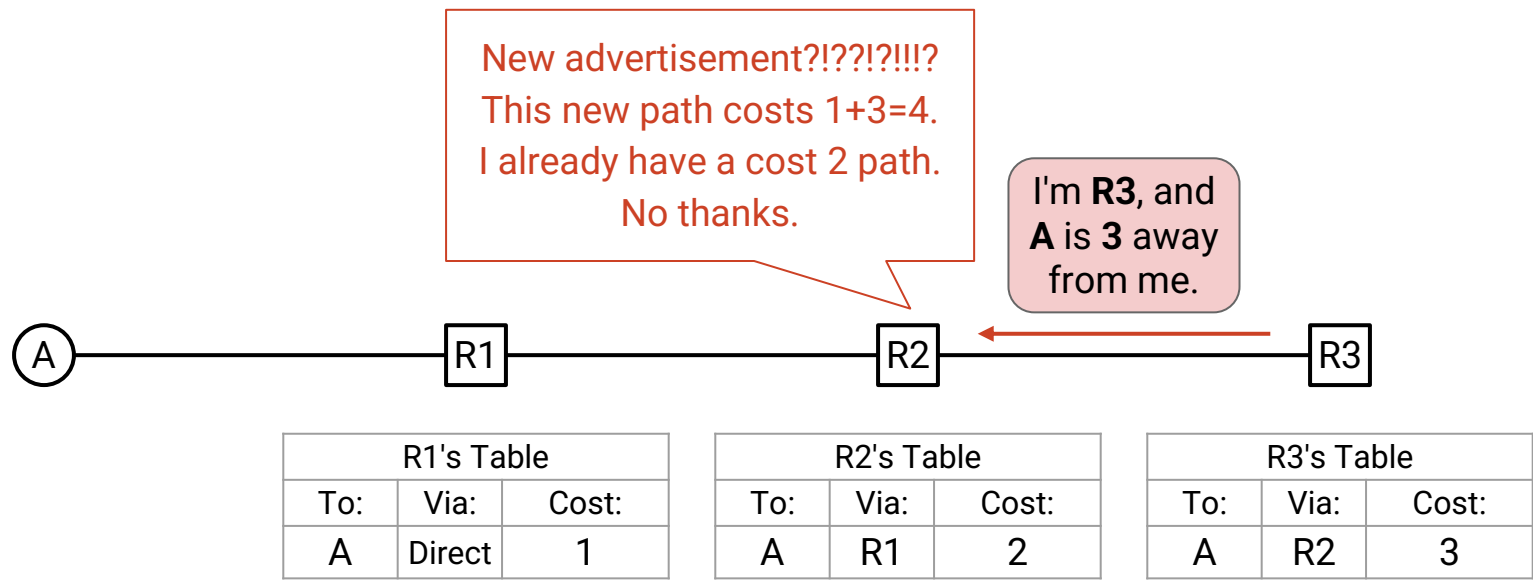 New advertisement?!??!?!!!?
This new path costs 1+3=4.
I already have a cost 2 path.
No thanks.
I'm R3, and
A is 3 away
from me.
A
R1
R2
R3
R1's Table
To: Via: Cost:
A Direct 1
R2's Table
To: Via: Cost:
A R1 2
R3's Table
To: Via: Cost:
A R2 3